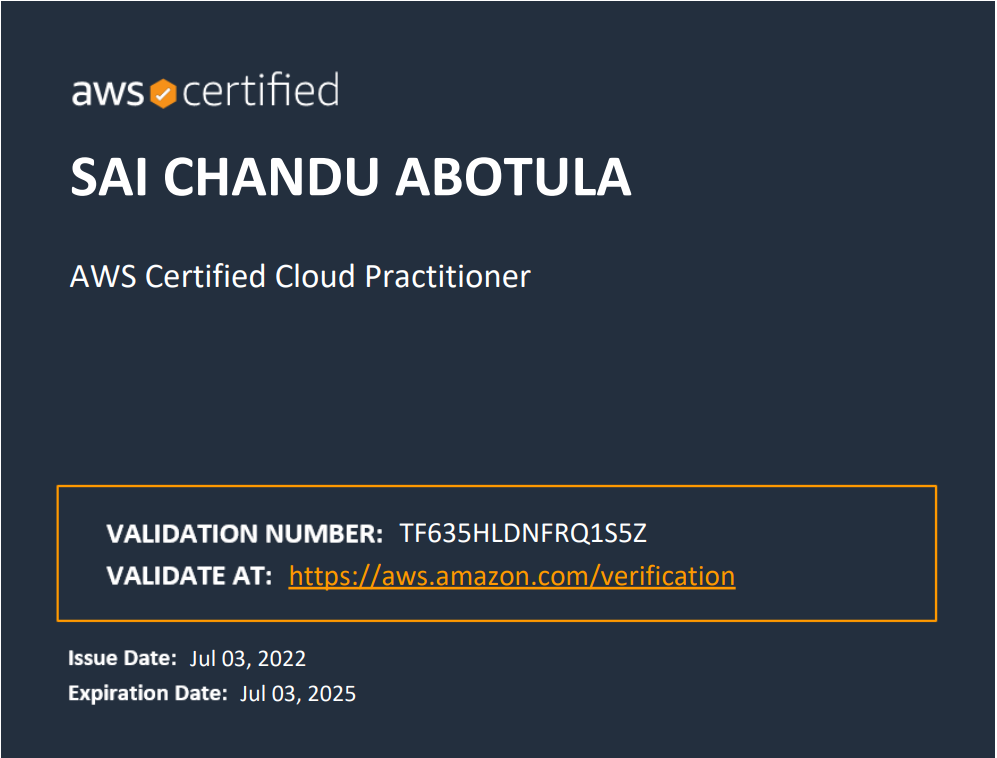 aws certified
SAI CHANDU ABOTULA
AWS Certified Cloud Practitioner
VALIDATION NUMBER: TF635HLDNFRQ1S5Z
VALIDATE AT: https://aws.amazon.com/verification
Issue Date: Jul 03, 2022
Expiration Date: Jul 03, 2025